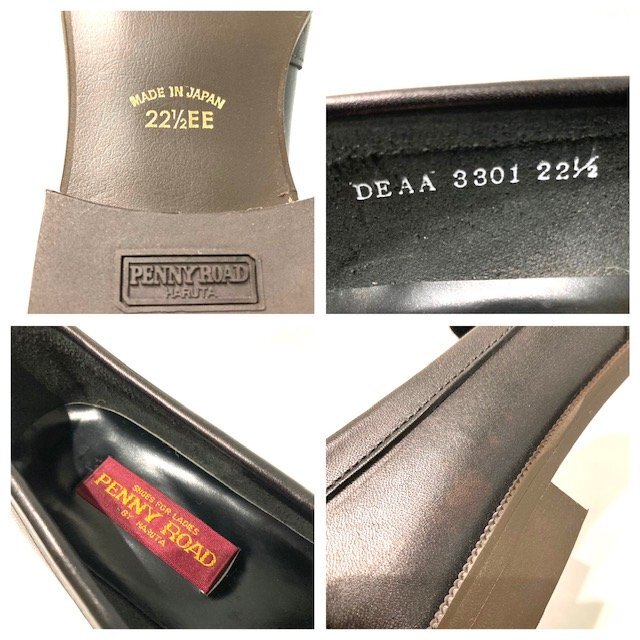 MADE IN JAPAN
22½EE
PENNY ROAD
HARUTA
DEAA 3301 22½
SHOES FOR LADIES
PENNY ROAD
BY HARUTA